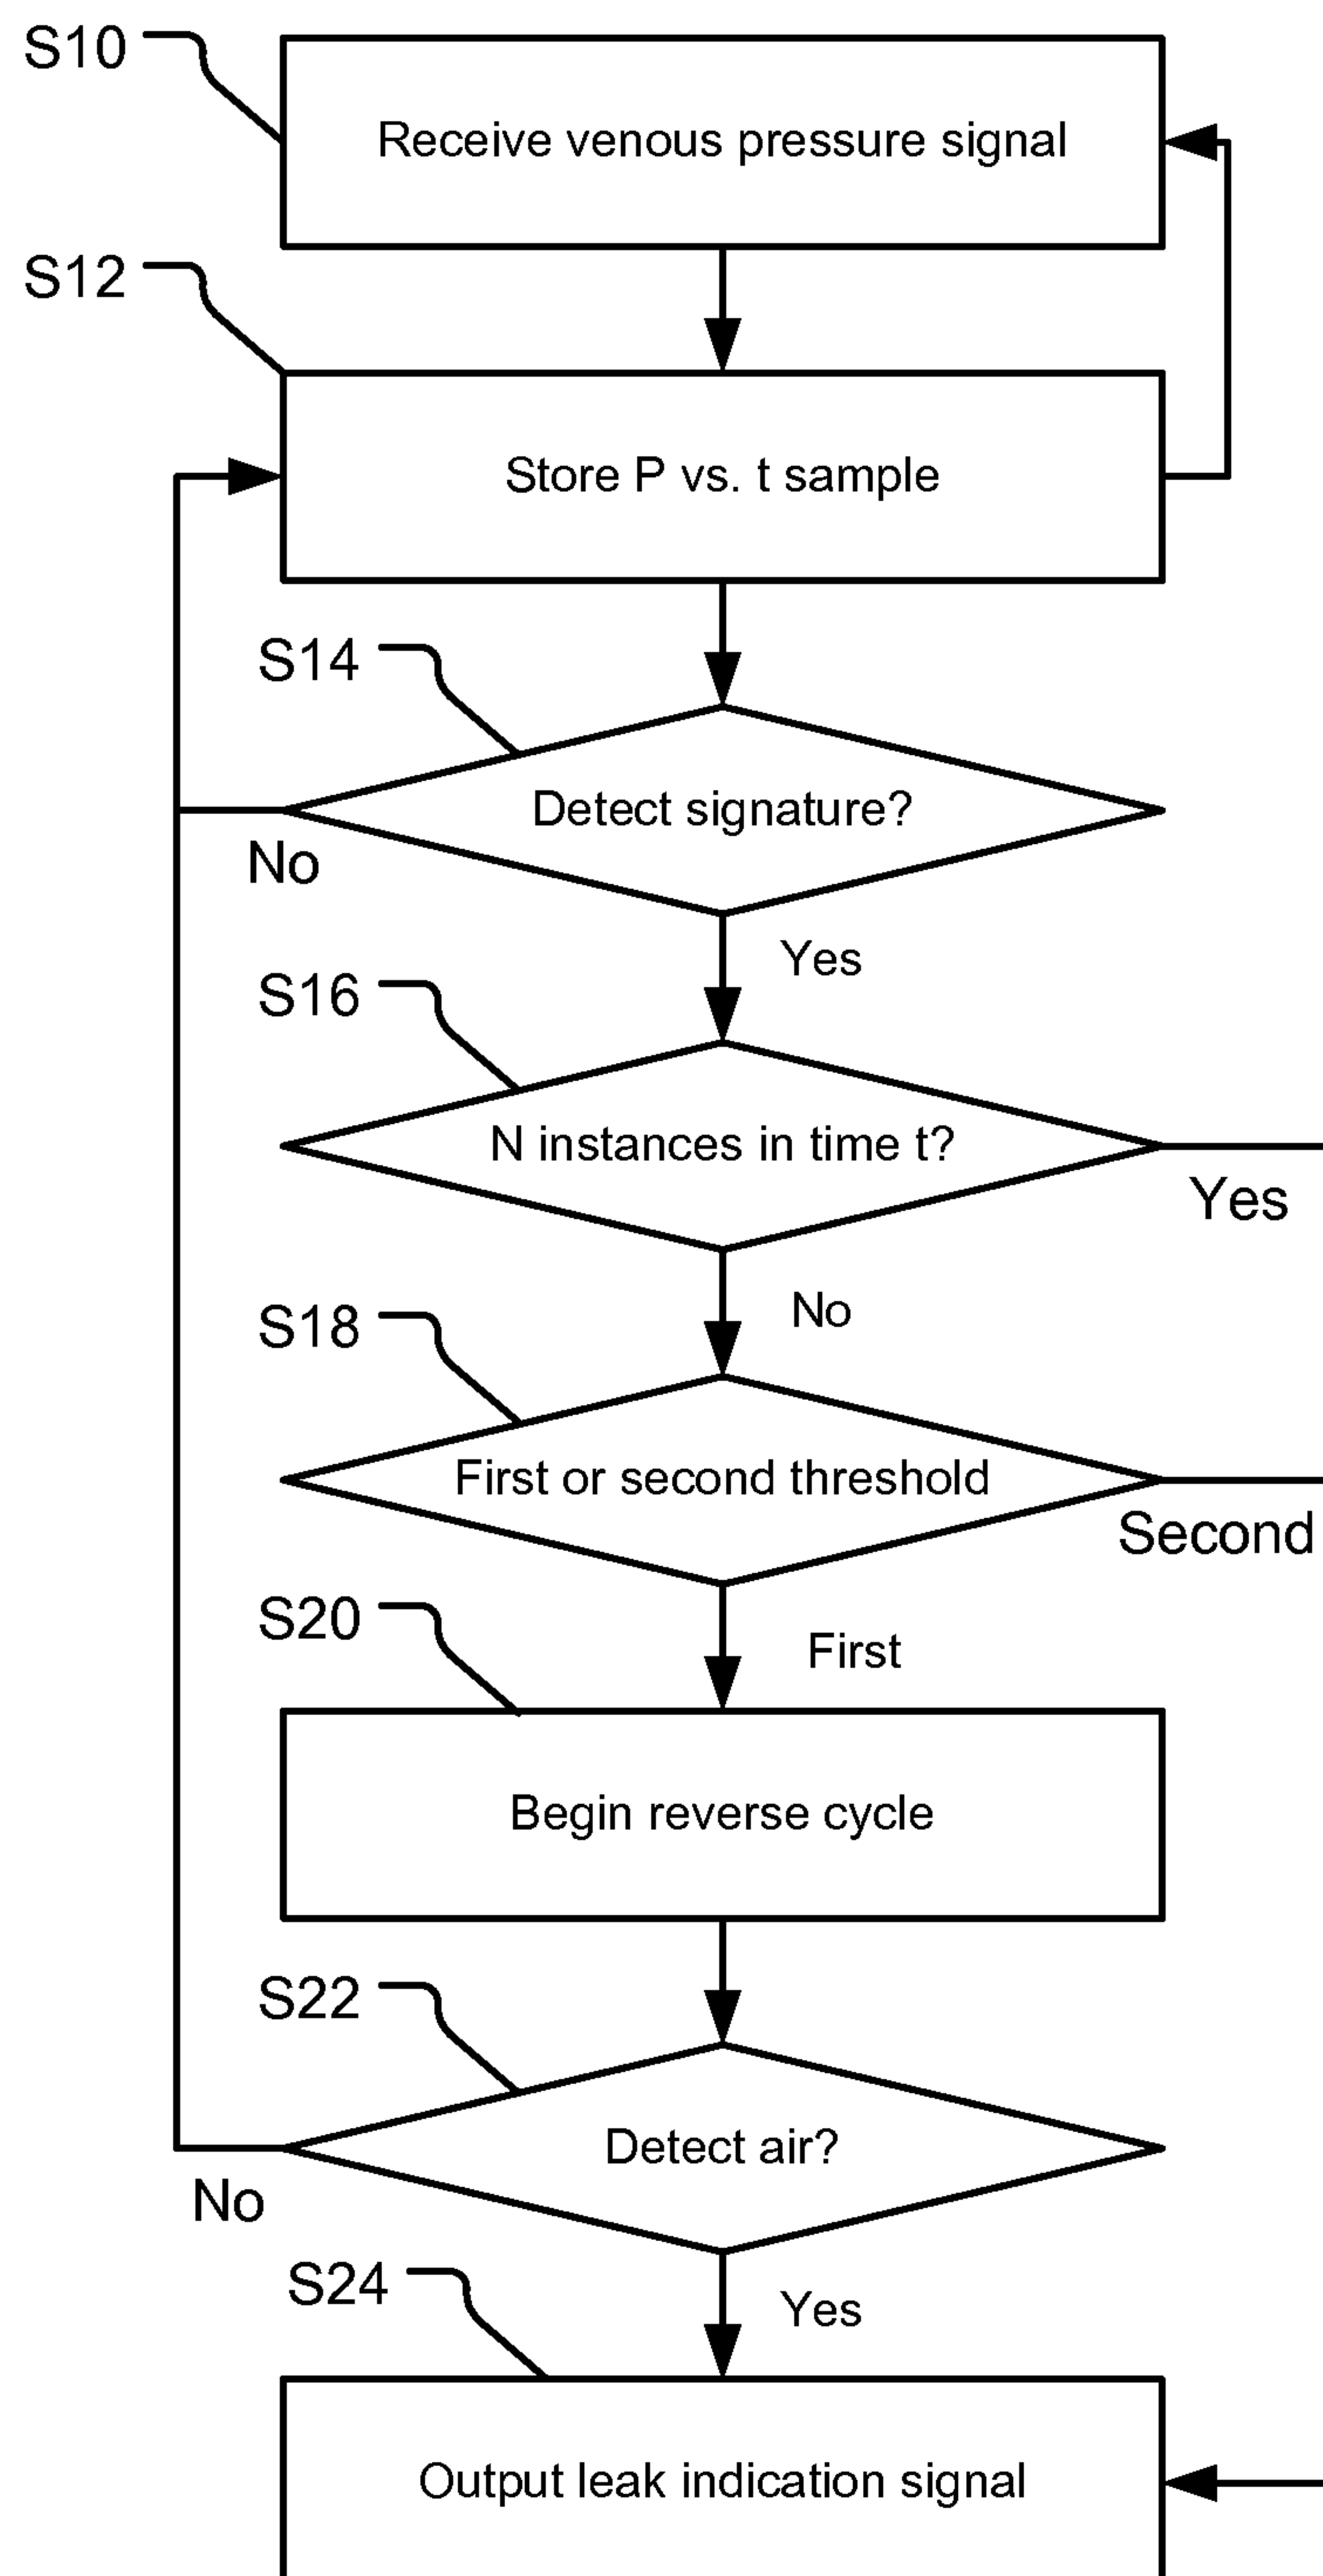 S10
Receive venous pressure signal
S12
Store P vs. t sample
S14
Detect signature?
No
Yes
S16
N instances in time t?
Yes
No
S18
First or second threshold
Second
First
S20
Begin reverse cycle
S22
Detect air?
No
Yes
S24
Output leak indication signal